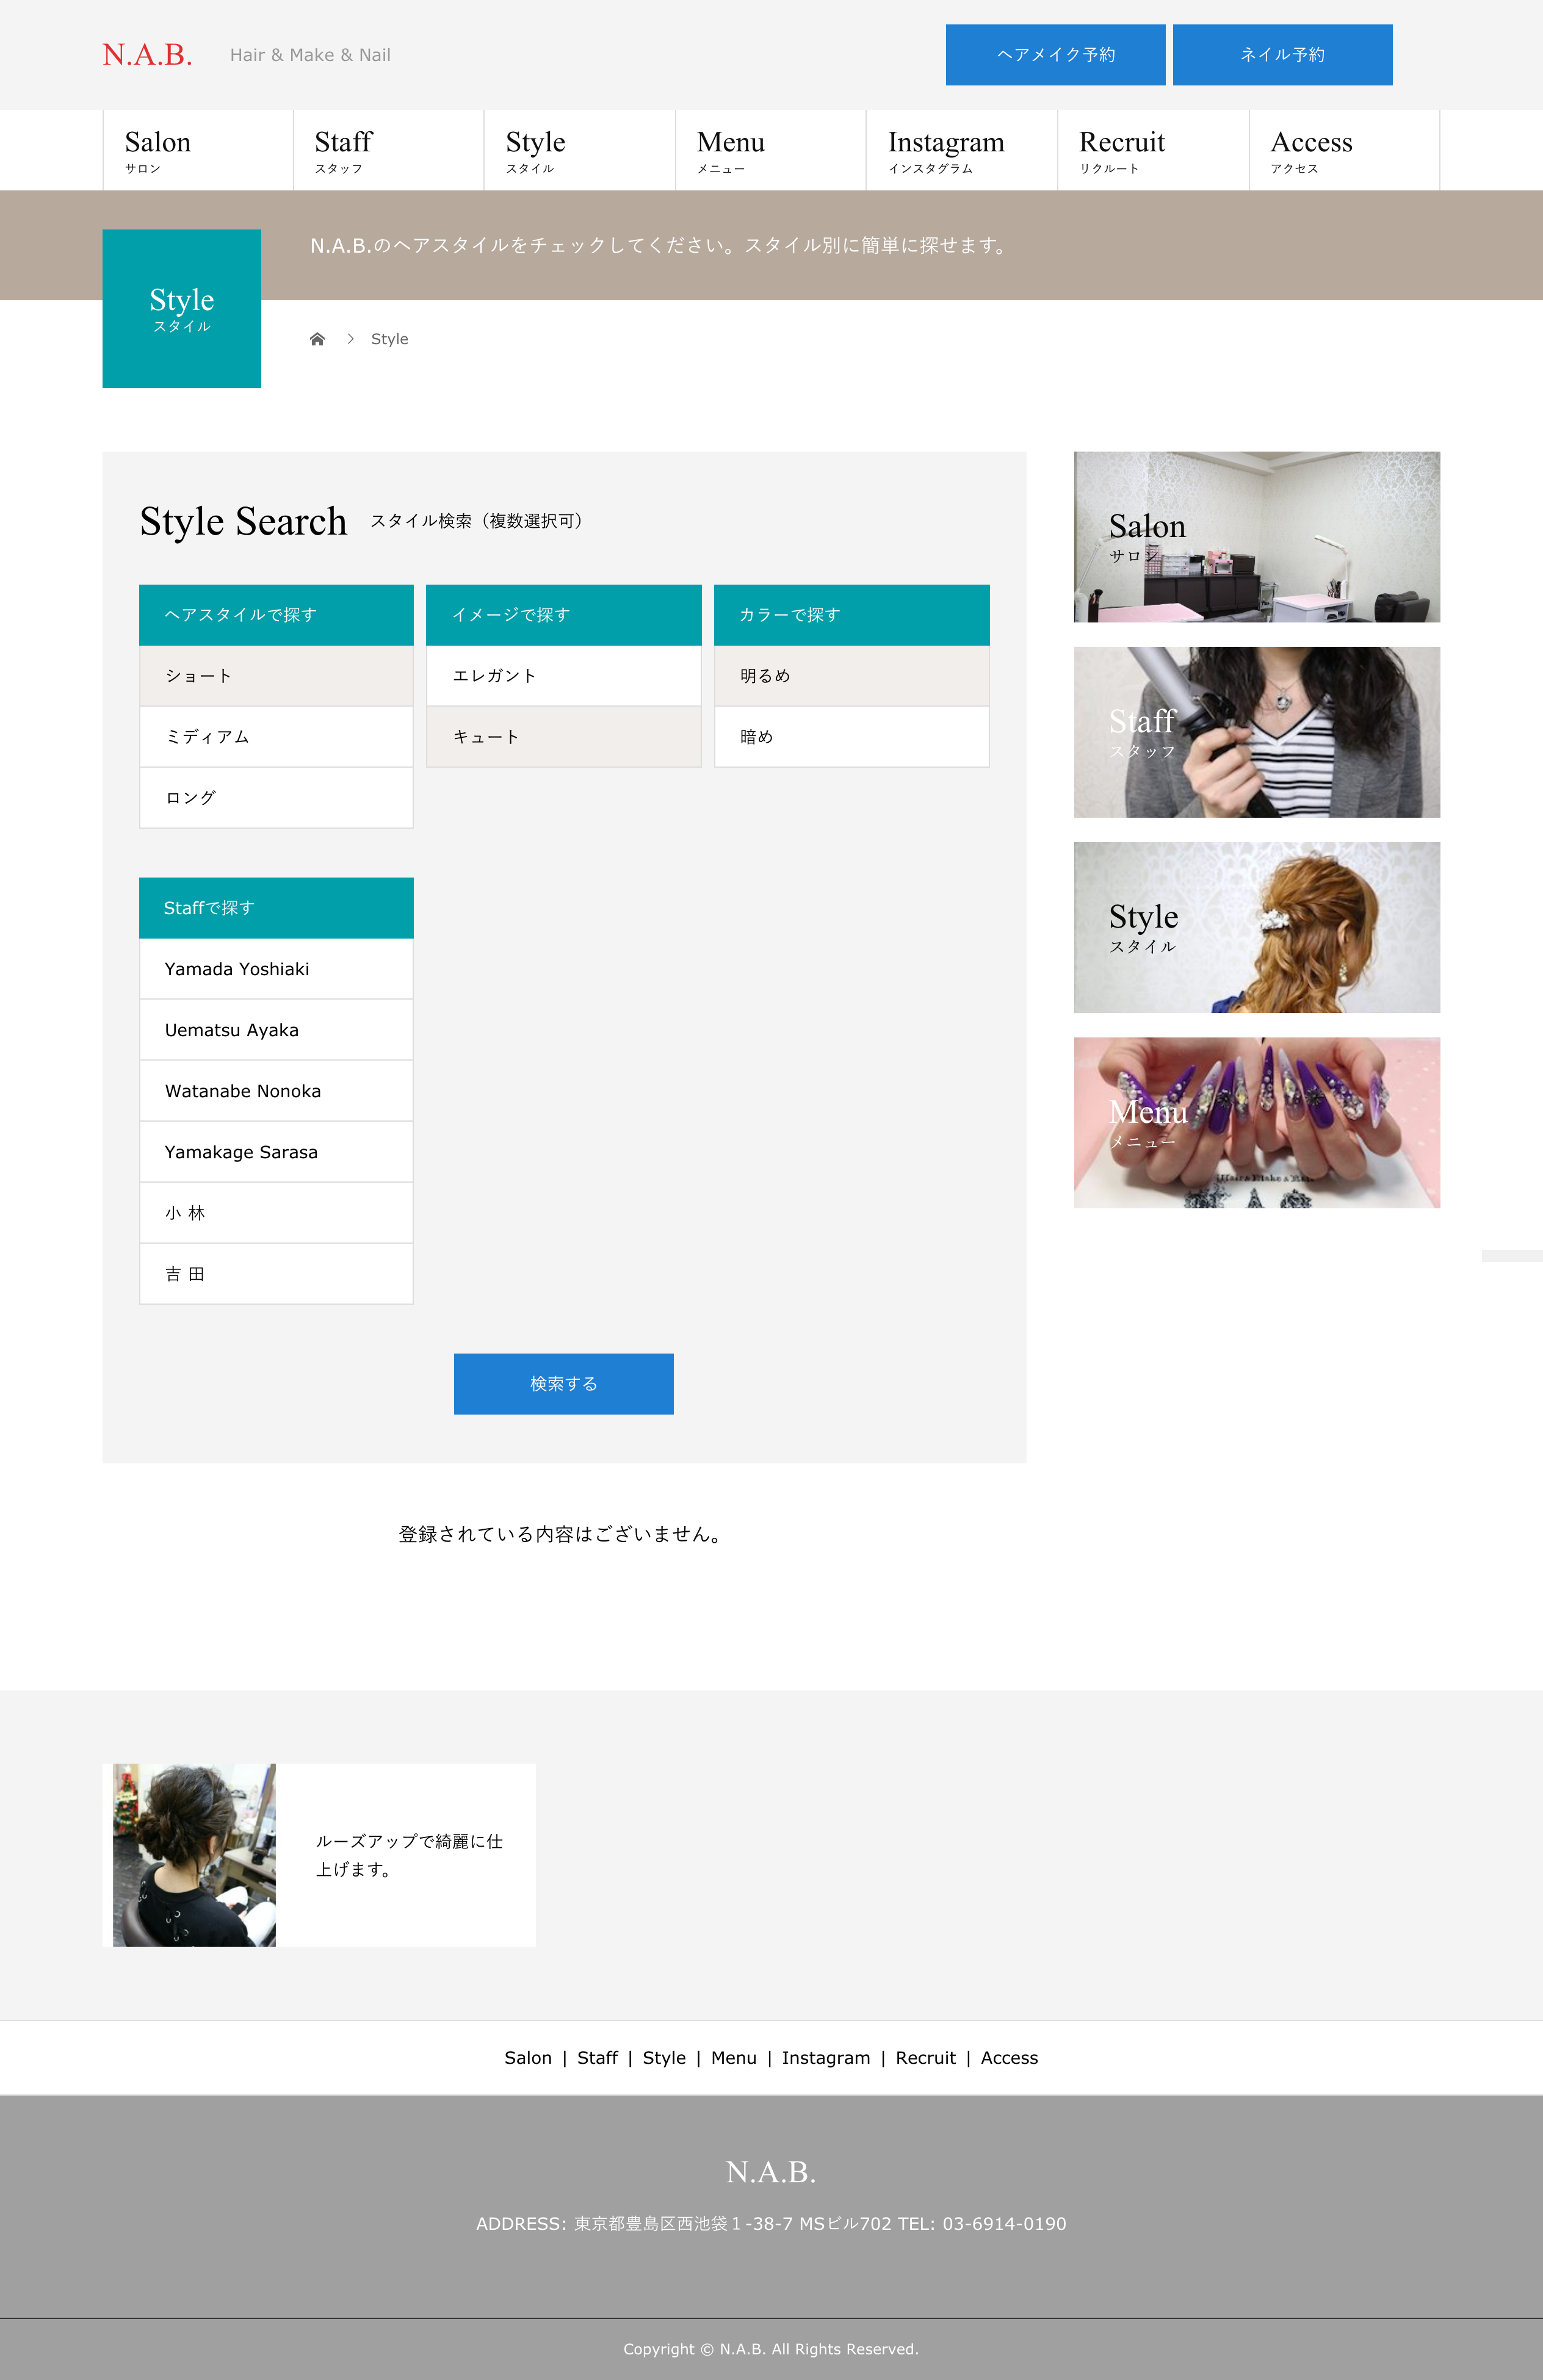 N.A.B.
Hair & Make & Nail
ヘアメイク予約
ネイル予約
Salon
サロン
Staff
スタッフ
Style
スタイル
Menu
メニュー
Instagram
インスタグラム
Recruit
リクルート
Access
アクセス
N.A.B.のヘアスタイルをチェックしてください。スタイル別に簡単に探せます。
Style
スタイル
Style
Style Search
スタイル検索（複数選択可）
ヘアスタイルで探す
ショート
ミディアム
ロング
イメージで探す
エレガント
キュート
カラーで探す
明るめ
暗め
Staffで探す
Yamada Yoshiaki
Uematsu Ayaka
Watanabe Nonoka
Yamakage Sarasa
小 林
吉 田
検索する
登録されている内容はございません。
Salon
サロン
Staff
スタッフ
Style
スタイル
Menu
メニュー
Hair & Make & Nail
ルーズアップで綺麗に仕
上げます。
Salon | Staff | Style | Menu | Instagram | Recruit | Access
N.A.B.
ADDRESS: 東京都豊島区西池袋１-38-7 MSビル702 TEL: 03-6914-0190
Copyright © N.A.B. All Rights Reserved.